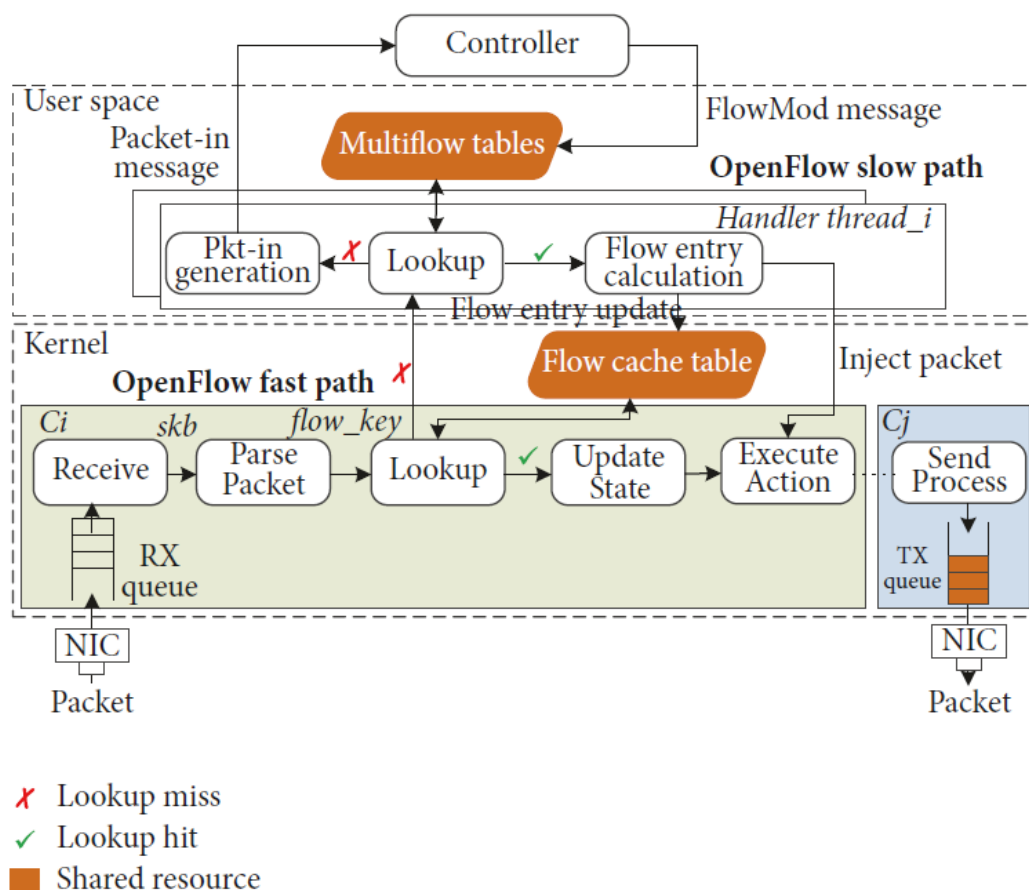 Controller
User space
Packet-in
message
Multiflow tables
FlowMod message
OpenFlow slow path
Handler thread_i
Pkt-in
generation
Lookup
Flow entry
calculation
Flow entry update
Kernel
Flow cache table
Inject packet
OpenFlow fast path
Ci
skb
flow_key
Cj
Receive
Parse
Packet
Lookup
Update
State
Execute
Action
Send
Process
RX
queue
TX
queue
NIC
NIC
Packet
Packet
✗ Lookup miss
✓ Lookup hit
Shared resource